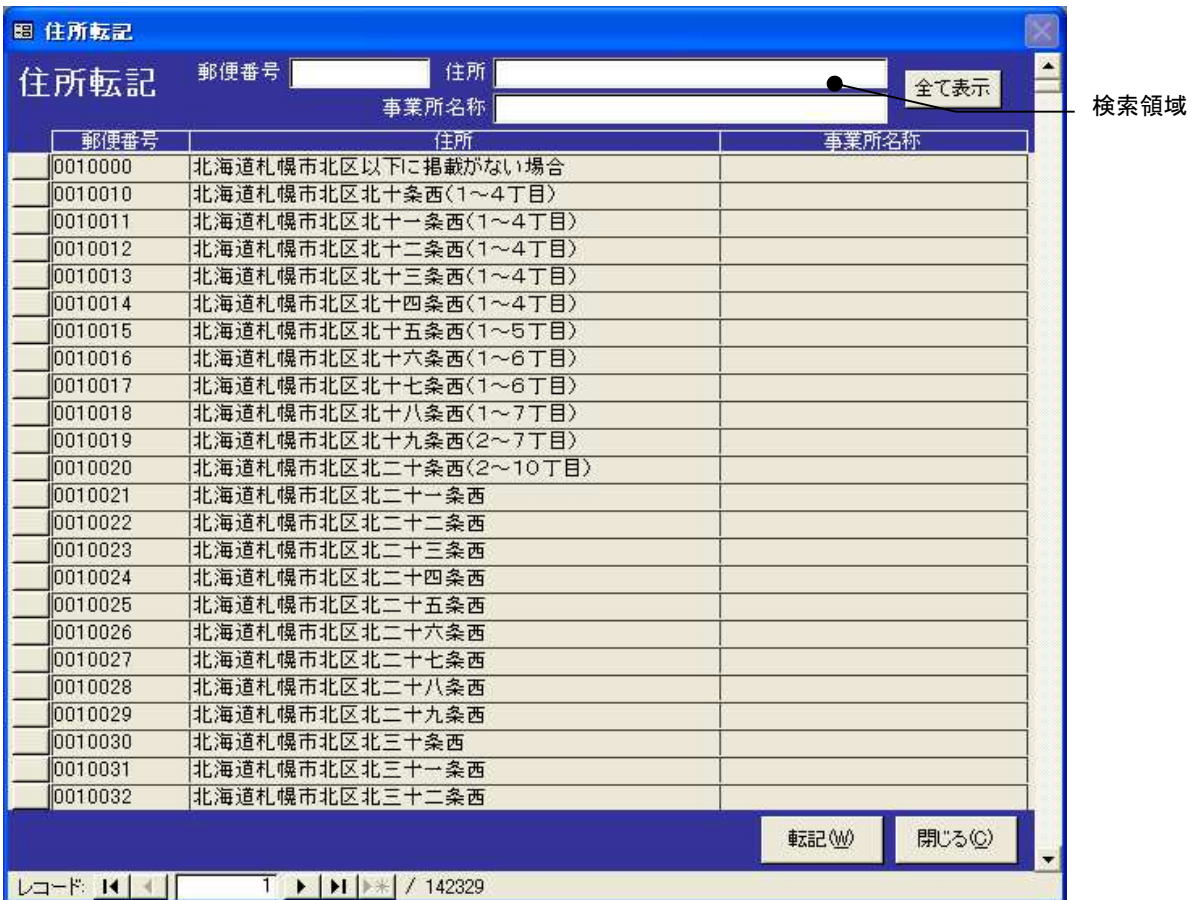 住所転記
住所転記 郵便番号 住所 全て表示
事業所名称
検索領域
郵便番号 住所 事業所名称
0010000 北海道札幌市北区以下に掲載がない場合
0010010 北海道札幌市北区北十条西(1～4丁目)
0010011 北海道札幌市北区北十一条西(1～4丁目)
0010012 北海道札幌市北区北十二条西(1～4丁目)
0010013 北海道札幌市北区北十三条西(1～4丁目)
0010014 北海道札幌市北区北十四条西(1～4丁目)
0010015 北海道札幌市北区北十五条西(1～5丁目)
0010016 北海道札幌市北区北十六条西(1～6丁目)
0010017 北海道札幌市北区北十七条西(1～6丁目)
0010018 北海道札幌市北区北十八条西(1～7丁目)
0010019 北海道札幌市北区北十九条西(2～7丁目)
0010020 北海道札幌市北区北二十条西(2～10丁目)
0010021 北海道札幌市北区北二十一条西
0010022 北海道札幌市北区北二十二条西
0010023 北海道札幌市北区北二十三条西
0010024 北海道札幌市北区北二十四条西
0010025 北海道札幌市北区北二十五条西
0010026 北海道札幌市北区北二十六条西
0010027 北海道札幌市北区北二十七条西
0010028 北海道札幌市北区北二十八条西
0010029 北海道札幌市北区北二十九条西
0010030 北海道札幌市北区北三十条西
0010031 北海道札幌市北区北三十一条西
0010032 北海道札幌市北区北三十二条西
転記(W) 閉じる(C)
レコード: 1 / 142329